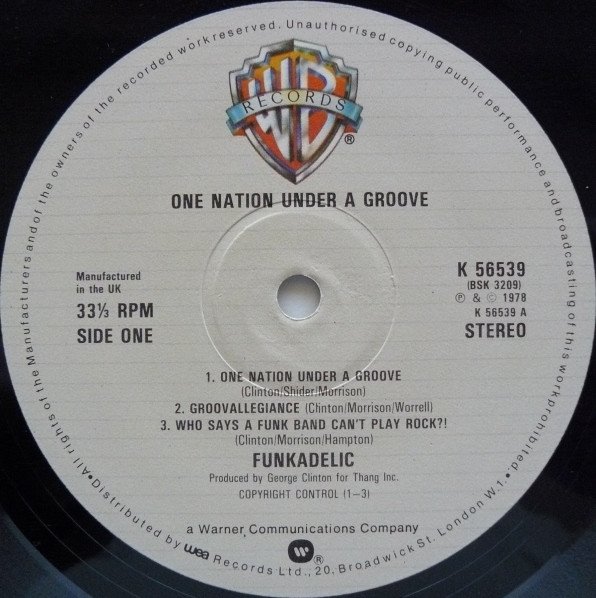 All rights of the Manufacturers and of the owners of the recorded work reserved. Unauthorised copying public performance and broadcasting of this work prohibited.
WB
RECORDS
®
ONE NATION UNDER A GROOVE
Manufactured
in the UK
33⅓ RPM
SIDE ONE
K 56539
(BSK 3209)
℗ & © 1978
K 56539 A
STEREO
1. ONE NATION UNDER A GROOVE
(Clinton/Shider/Morrison)
2. GROOVALLEGIANCE (Chnton/Morrison/Worrell)
3. WHO SAYS A FUNK BAND CAN'T PLAY ROCK?!
(Clinton/Morrison/Hampton)
FUNKADELIC
Produced by George Clinton for Thang Inc.
COPYRIGHT CONTROL (1–3)
a Warner Communications Company
W ®
• Distributed by wea Records Ltd., 20, Broadwick St. London W1. •